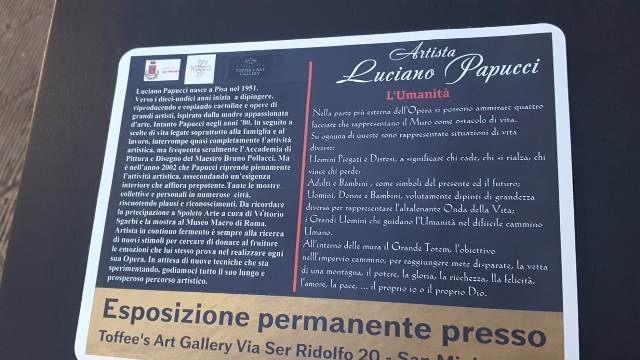 TOFFEE'S ART
GALLERY
Luciano Papucci nasce a Pisa nel 1951.
Verso i dieci-undici anni inizia a dipingere,
riproducendo e copiando cartoline e opere di
grandi artisti, ispirato dalla madre appassionata
d'arte. Intanto Papucci negli anni '80, in seguito a
scelte di vita legate soprattutto alla famiglia e al
lavoro, interrompe quasi completamente l'attività
artistica, ma frequenta seralmente l'Accademia di
Pittura e Disegno del Maestro Bruno Pollacci. Ma
è nell'anno 2002 che Papucci riprende pienamente
l'attività artistica, assecondando un'esigenza
interiore che affiora prepotente.Tante le mostre
collettive e personali in numerose città,
riscuotendo plausi e riconoscimenti. Da ricordare
la prtecipazione a Spoleto Arte a cura di Vittorio
Sgarbi e la mostra al Museo Macro di Roma.
Artista in continuo fermento è sempre alla ricerca
di nuovi stimoli per cercare di donare al fruitore
le emozioni che lui stesso prova nel realizzare ogni
sua Opera. In atttesa di nuove tecniche che sta
sperimentando, godiamoci tutto il suo lungo e
prosperoso percorso artistico.
Artista
Luciano Papucci
L'Umanità
Nella parte più esterna dell'Opera si possono ammirare quattro
facciate che rappresentano il Muro come ostacolo di vita.
Su ognuna di queste sono rappresentate situazioni di vita
diverse:
Uomini Piegati e Distesi, a significare chi cade, chi si rialza, chi
vince chi perde;
Adulti e Bambini, come simboli del presente ed il futuro;
Uomini, Donne e Bambini, volutamente dipinti di grandezza
diversa per rappresentare l'altalenante Onda della Vita;
i Grandi Uomini che guidano l'Umanità nel difficile cammino
Umano.
All'interno delle mura il Grande Totem, l'obiettivo
nelll'impervio cammino, per raggiungere mete disparate, la vetta
di una montagna, il potere, la gloria, la ricchezza, lla felicità,
l'amore, la pace, ... il proprio io o il proprio Dio.
Esposizione permanente presso
Toffee's Art Gallery Via Ser Ridolfo 20 - San